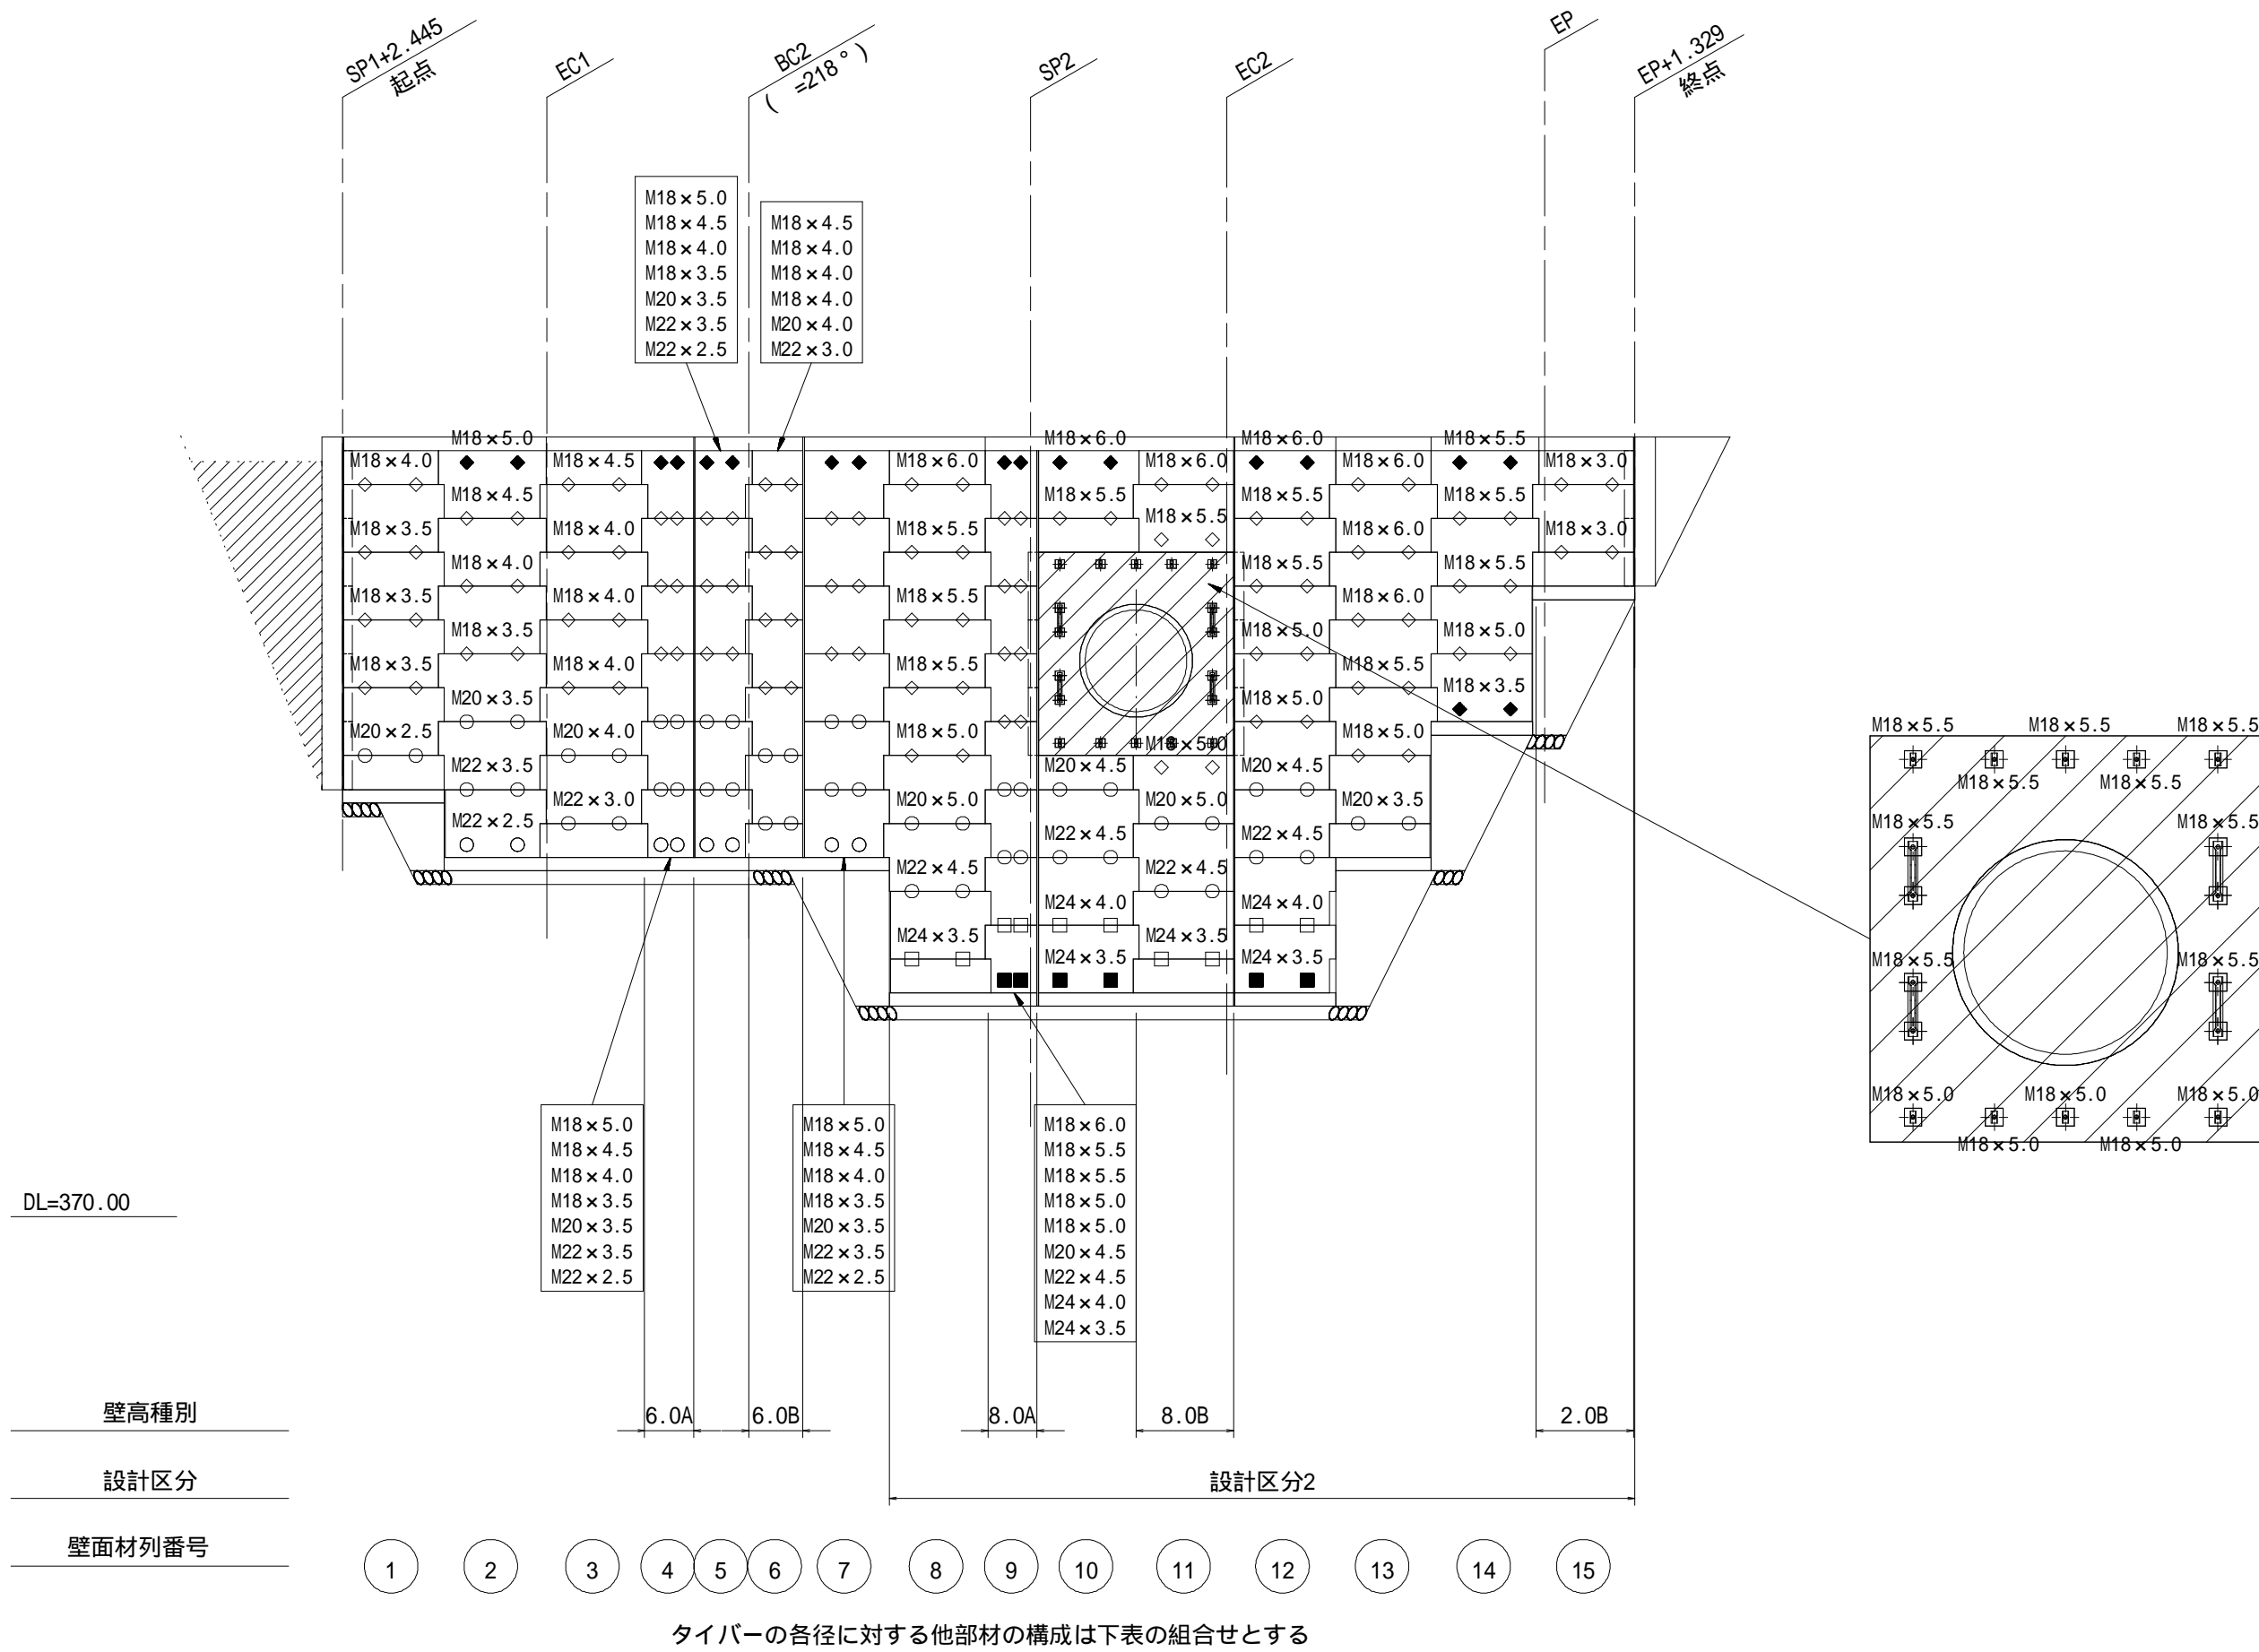 SP1+2.445
起点
EC1
BC2
( =218°)
SP2
EC2
EP
EP+1.329
終点
M18×5.0
M18×4.5
M18×4.0
M18×3.5
M20×3.5
M22×3.5
M22×2.5
M18×4.5
M18×4.0
M18×4.0
M18×4.0
M20×4.0
M22×3.0
M18×4.0
M18×3.5
M18×3.5
M18×3.5
M20×2.5
M18×5.0
M18×4.5
M18×4.0
M18×3.5
M20×3.5
M22×3.5
M22×2.5
M18×4.5
M18×4.0
M18×4.0
M18×4.0
M20×4.0
M22×3.0
M18×6.0
M18×5.5
M18×5.5
M18×5.5
M18×5.0
M20×5.0
M22×4.5
M24×3.5
M18×6.0
M18×5.5
M20×4.5
M22×4.5
M24×4.0
M24×3.5
M18×6.0
M18×5.5
M18×5.0
M20×5.0
M22×4.5
M24×3.5
M18×6.0
M18×5.5
M18×5.5
M18×5.0
M18×5.0
M20×4.5
M22×4.5
M24×4.0
M24×3.5
M18×6.0
M18×6.0
M18×6.0
M18×5.5
M18×5.0
M20×3.5
M18×5.5
M18×5.5
M18×5.5
M18×5.0
M18×3.5
M18×3.0
M18×3.0
M18×5.5 M18×5.5 M18×5.5
M18×5.5 M18×5.5
M18×5.5 M18×5.5
M18×5.5 M18×5.5
M18×5.0 M18×5.0 M18×5.0
M18×5.0 M18×5.0
M18×5.0
M18×4.5
M18×4.0
M18×3.5
M20×3.5
M22×3.5
M22×2.5
M18×5.0
M18×4.5
M18×4.0
M18×3.5
M20×3.5
M22×3.5
M22×2.5
M18×6.0
M18×5.5
M18×5.5
M18×5.0
M18×5.0
M20×4.5
M22×4.5
M24×4.0
M24×3.5
DL=370.00
壁高種別
6.0A 6.0B 8.0A 8.0B 2.0B
設計区分
設計区分2
壁面材列番号
1 2 3 4 5 6 7 8 9 10 11 12 13 14 15
タイバーの各径に対する他部材の構成は下表の組合せとする